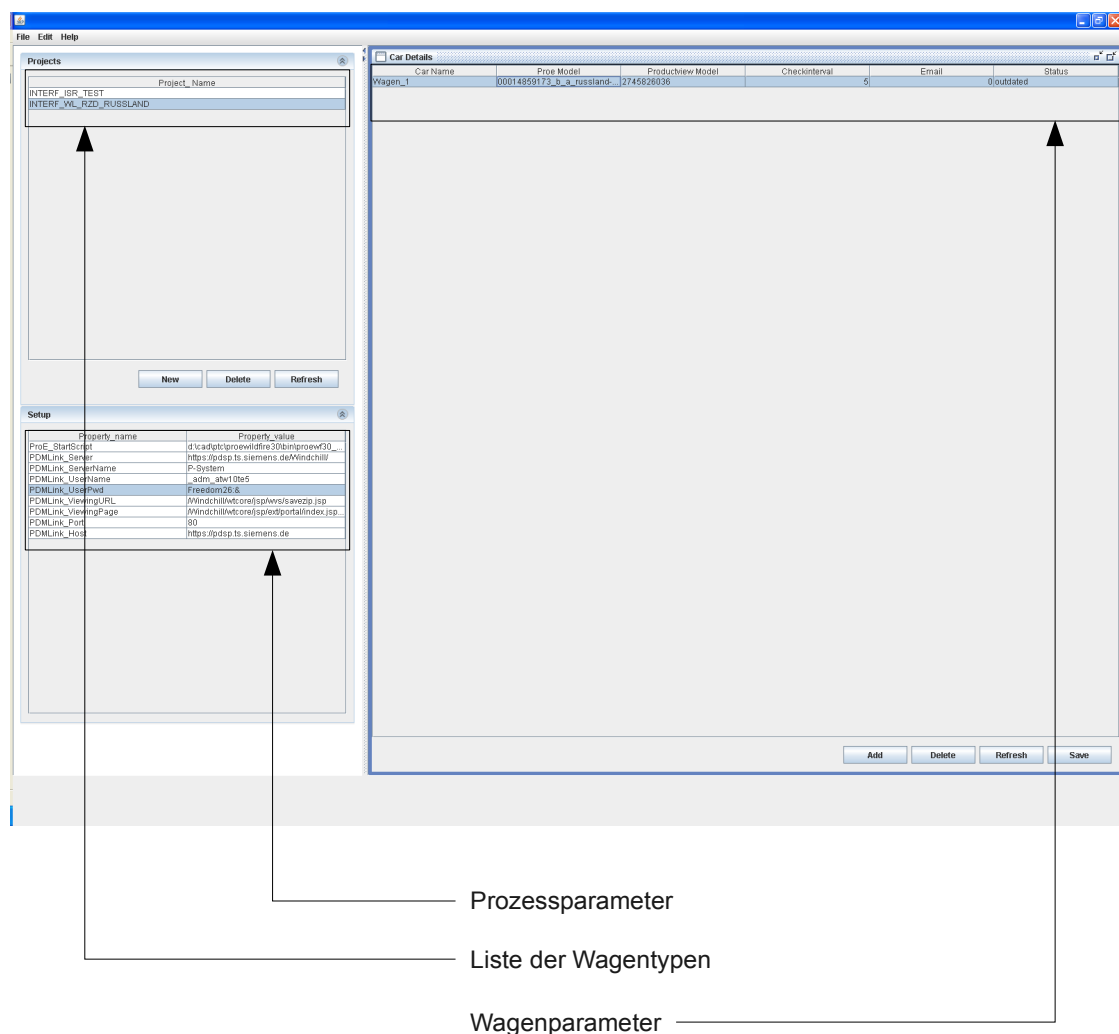 File Edit Help
Projects
Project_Name
INTERF_ISR_TEST
INTERF_WL_RZD_RUSSLAND
New Delete Refresh
Setup
Property_name Property_value
ProE_StartScript d:\cad\ptc\proewildfire30\bin\proewf30_...
PDMLink_Server https://pdsp.ts.siemens.de/Windchill/
PDMLink_ServerName P-System
PDMLink_UserName _adm_atw10te5
PDMLink_UserPwd Freedom26:&
PDMLink_ViewingURL /Windchill/wtcore/jsp/wvs/savezip.jsp
PDMLink_ViewingPage /Windchill/wtcore/jsp/ext/portal/index.jsp...
PDMLink_Port 80
PDMLink_Host https://pdsp.ts.siemens.de
Car Details
Car Name Proe Model Productview Model Checkinterval Email Status
Wagen_1 00014859173_b_a_russland-... 2745826036 5 0 outdated
Add Delete Refresh Save
Prozessparameter
Liste der Wagentypen
Wagenparameter